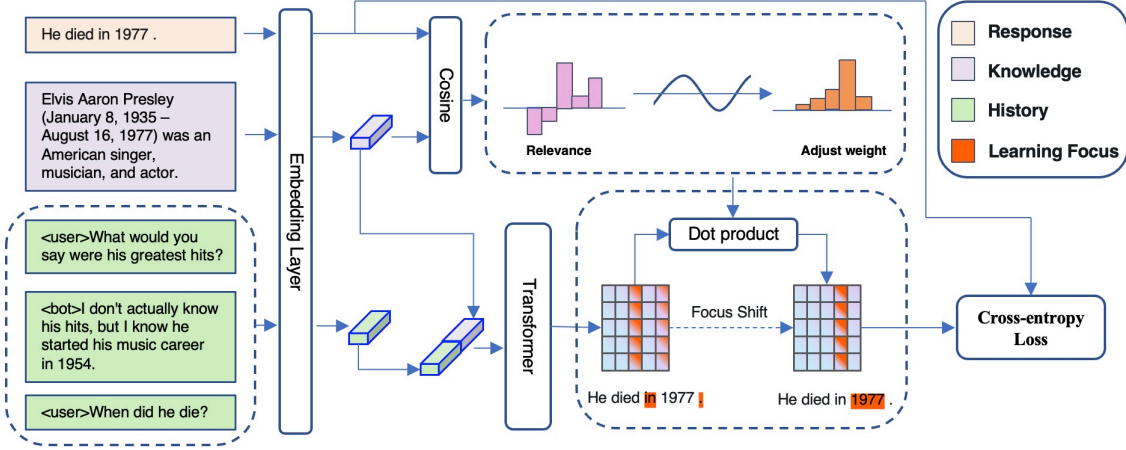 He died in 1977 .
Elvis Aaron Presley
(January 8, 1935 –
August 16, 1977) was an
American singer,
musician, and actor.
<user>What would you
say were his greatest hits?
<bot>I don't actually know
his hits, but I know he
started his music career
in 1954.
<user>When did he die?
Embedding Layer
Cosine
Relevance
Adjust weight
Transformer
Dot product
Focus Shift
He died in 1977 .
He died in 1977 .
Cross-entropy
Loss
Response
Knowledge
History
Learning Focus